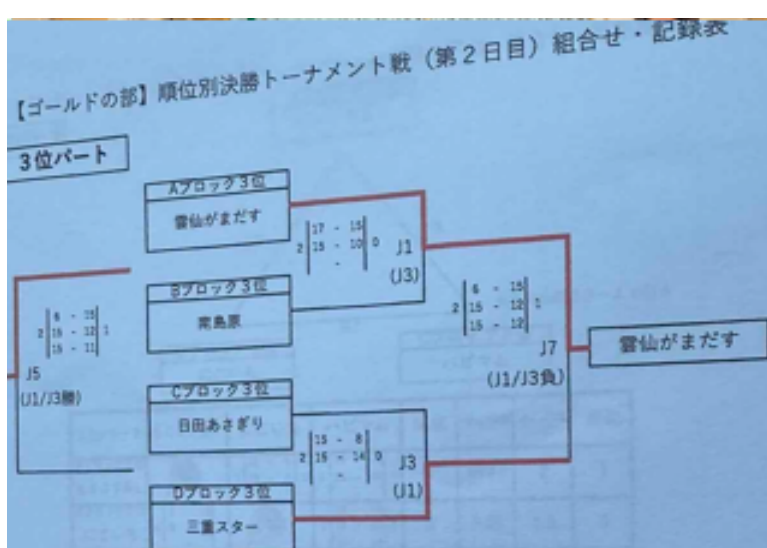 【ゴールドの部】順位別決勝トーナメント戦（第２日目）組合せ・記録表
３位パート
Aブロック３位
雲仙がまだす
17 - 15
2 15 - 10 0
-
J1
(J3)
Bブロック３位
南島原
6 - 15
2 15 - 12 1
15 - 11
J5
(J1/J3勝)
6 - 15
2 15 - 12 1
15 - 12
J7
(J1/J3負)
雲仙がまだす
Cブロック３位
日田あさぎり
15 - 8
2 15 - 14 0
-
J3
(J1)
Dブロック３位
三重スター